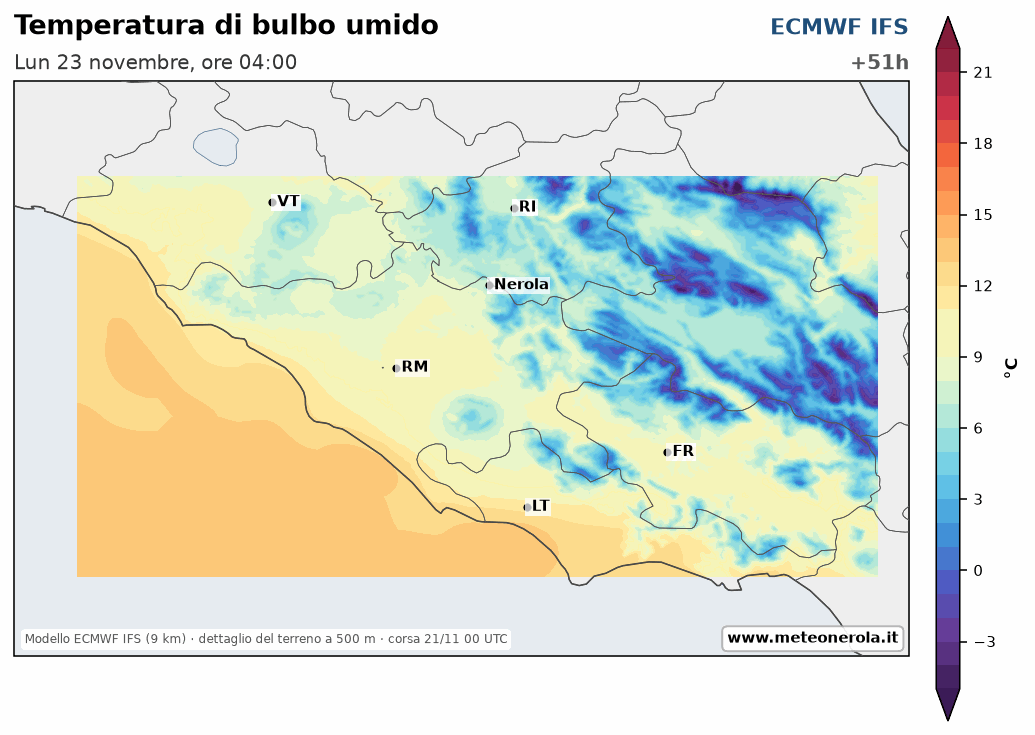 Temperatura di bulbo umido
ECMWF IFS
Lun 23 novembre, ore 04:00
+51h
VT
RI
Nerola
RM
FR
LT
21
18
15
12
9
6
3
0
−3
°C
Modello ECMWF IFS (9 km) · dettaglio del terreno a 500 m · corsa 21/11 00 UTC
www.meteonerola.it